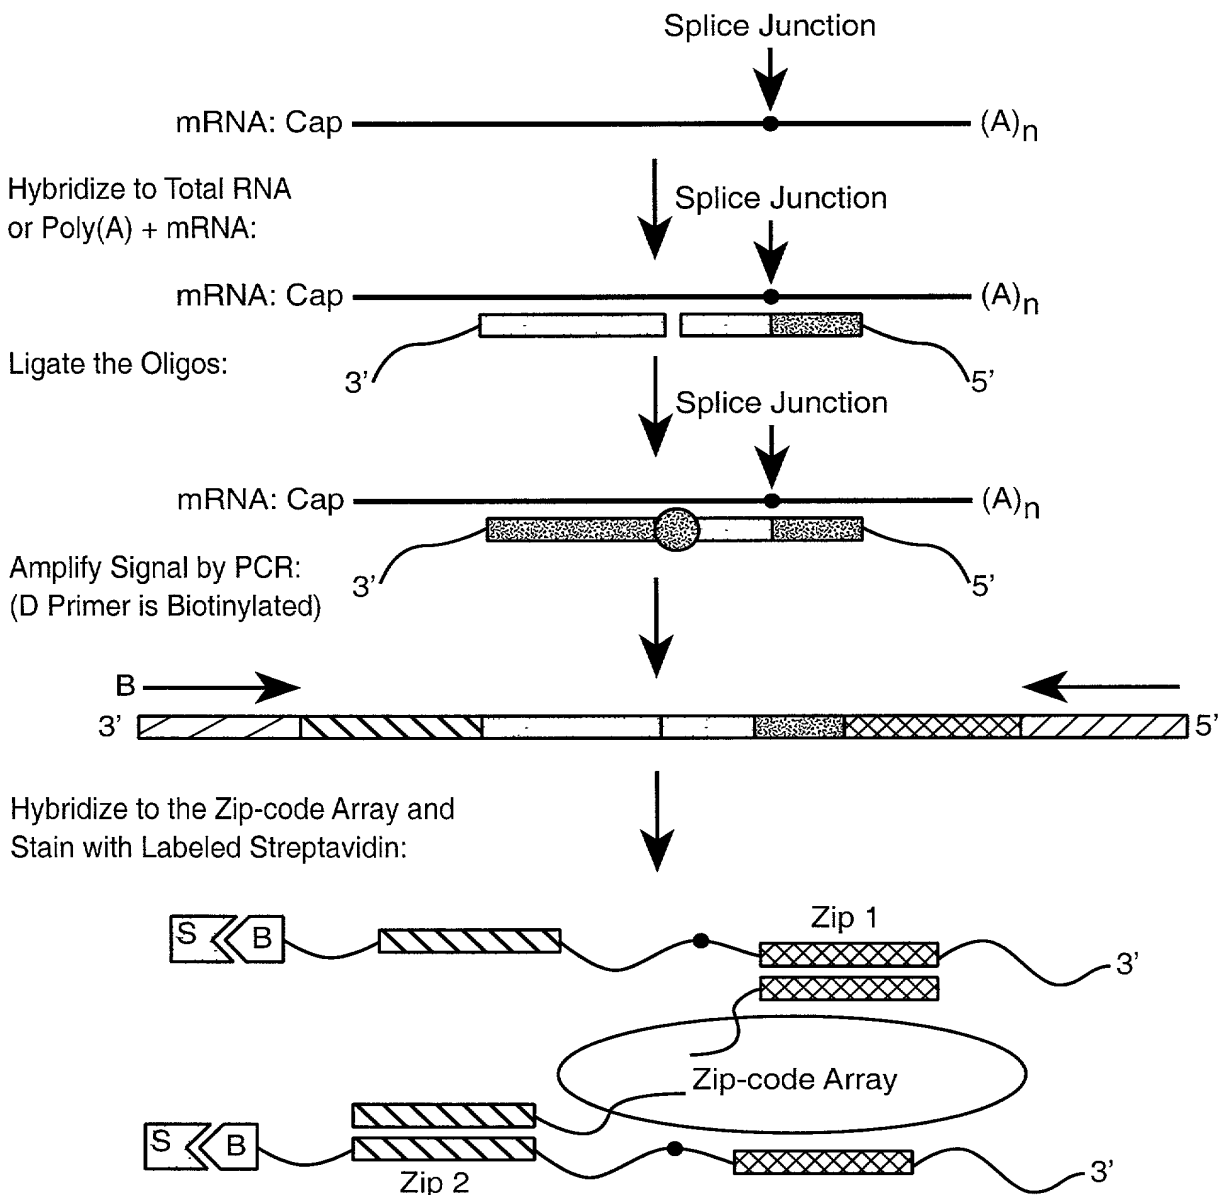 Splice Junction
mRNA: Cap (A)n
Hybridize to Total RNA
or Poly(A) + mRNA:
Splice Junction
mRNA: Cap (A)n
Ligate the Oligos:
3' 5'
Splice Junction
mRNA: Cap (A)n
Amplify Signal by PCR:
(D Primer is Biotinylated)
3' 5'
B
3' 5'
Hybridize to the Zip-code Array and
Stain with Labeled Streptavidin:
Zip 1
S B 3'
Zip-code Array
S B 3'
Zip 2